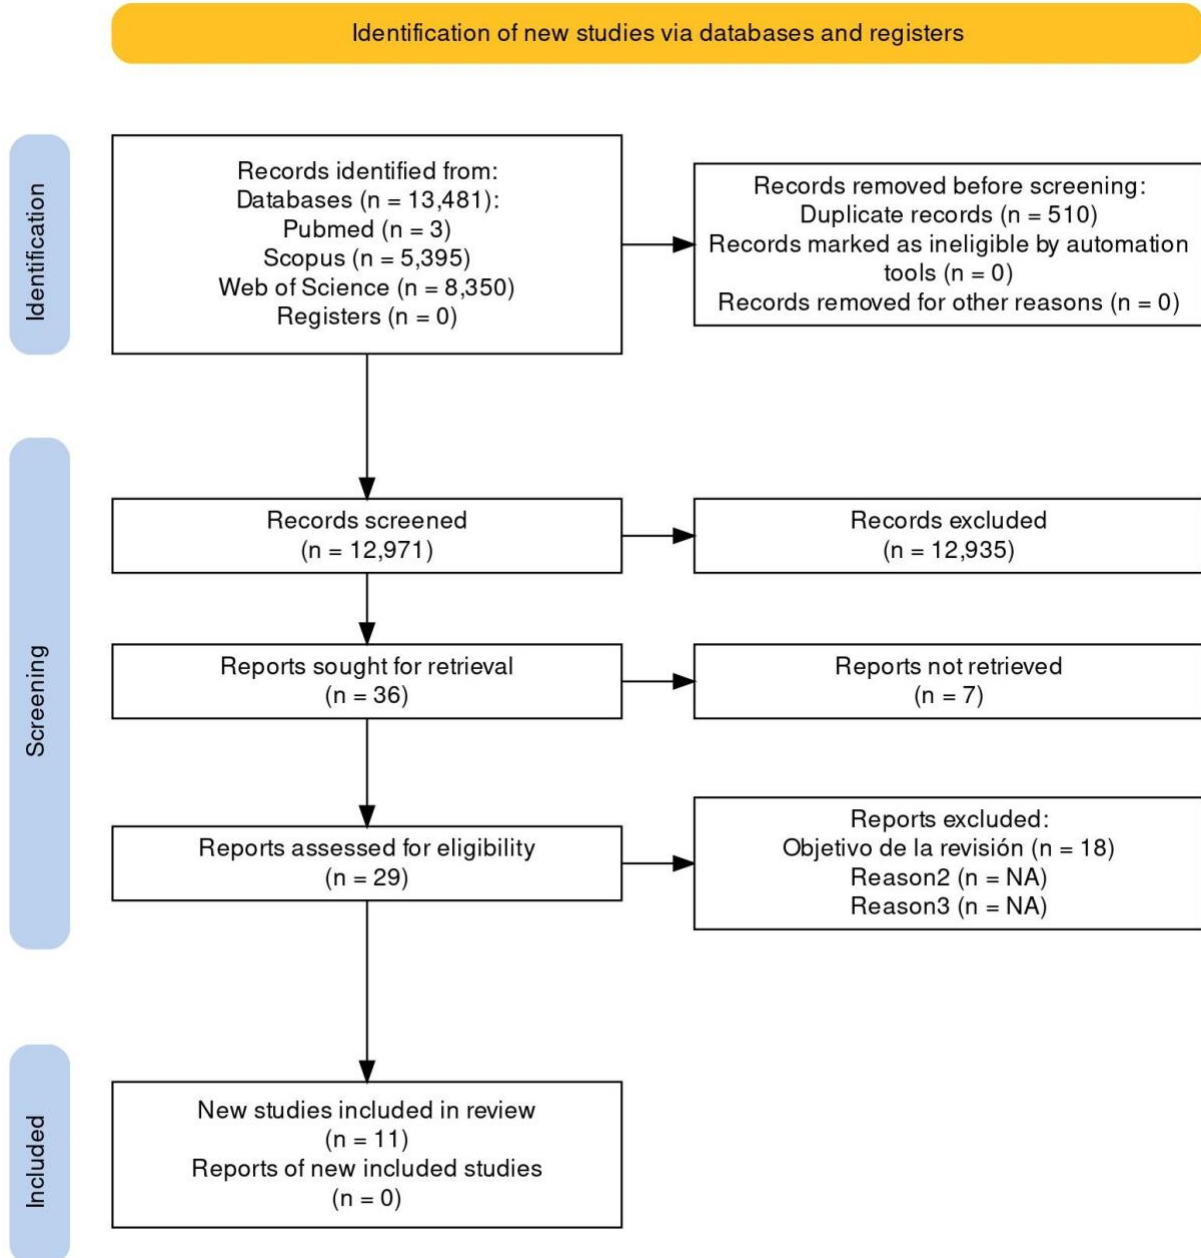 Identification of new studies via databases and registers
Identification
Records identified from:
Databases (n = 13,481):
Pubmed (n = 3)
Scopus (n = 5,395)
Web of Science (n = 8,350)
Registers (n = 0)
Records removed before screening:
Duplicate records (n = 510)
Records marked as ineligible by automation
tools (n = 0)
Records removed for other reasons (n = 0)
Screening
Records screened
(n = 12,971)
Records excluded
(n = 12,935)
Reports sought for retrieval
(n = 36)
Reports not retrieved
(n = 7)
Reports assessed for eligibility
(n = 29)
Reports excluded:
Objetivo de la revisión (n = 18)
Reason2 (n = NA)
Reason3 (n = NA)
Included
New studies included in review
(n = 11)
Reports of new included studies
(n = 0)